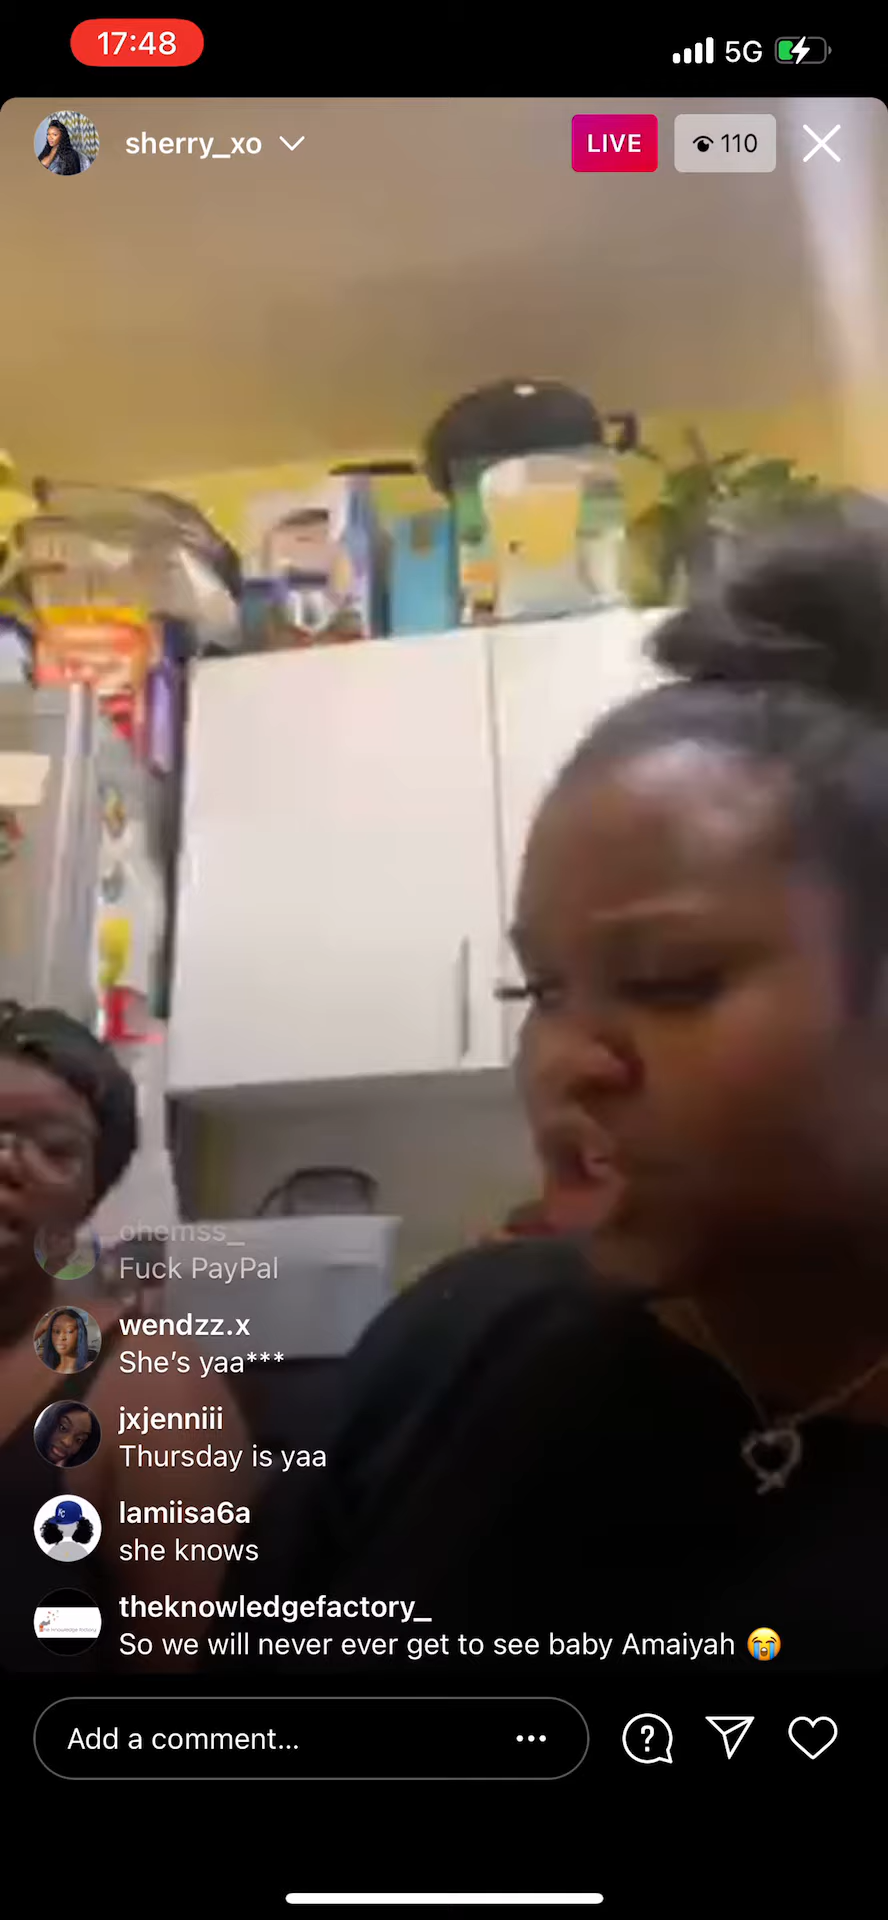 17:48
5G
sherry_xo
LIVE
110
ohemss_
Fuck PayPal
wendzz.x
She's yaa***
jxjenniii
Thursday is yaa
lamiisa6a
she knows
theknowledgefactory_
So we will never ever get to see baby Amaiyah 😭
Add a comment...